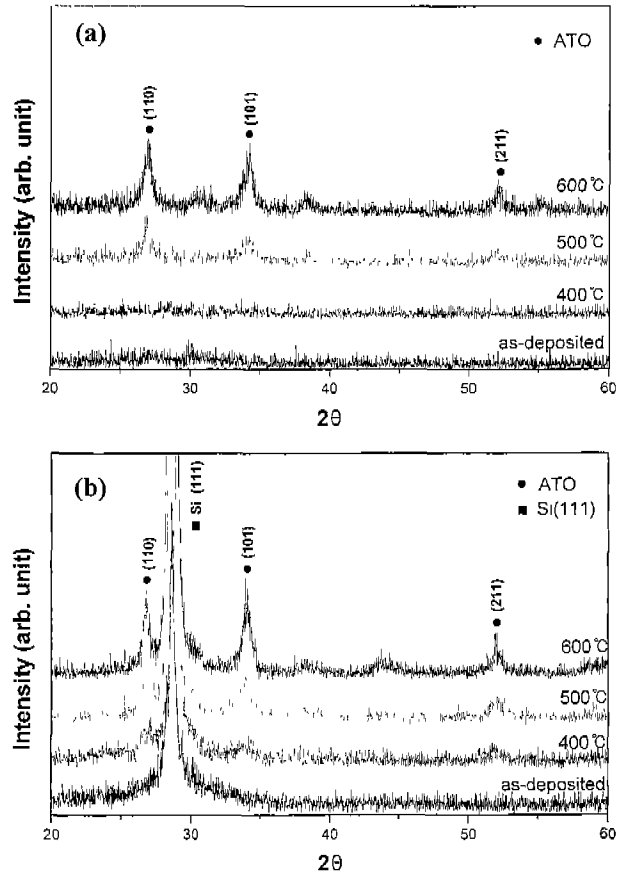 (a)
● ATO
(110)
(101)
(211)
600℃
500℃
400℃
as-deposited
Intensity (arb. unit)
20
30
40
50
60
2θ
(b)
● ATO
■ Si(111)
Si (111)
(110)
(101)
(211)
600℃
500℃
400℃
as-deposited
Intensity (arb. unit)
20
30
40
50
60
2θ